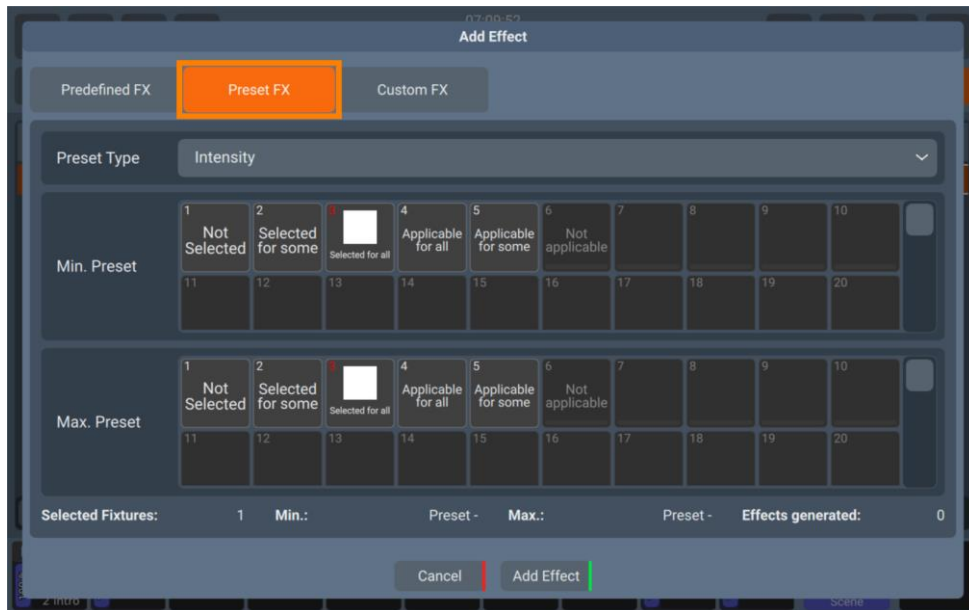 07:09:52
Add Effect
Predefined FX
Preset FX
Custom FX
Preset Type
Intensity
Min. Preset
1
Not
Selected
2
Selected
for some
3
Selected for all
4
Applicable
for all
5
Applicable
for some
6
Not
applicable
7
8
9
10
11
12
13
14
15
16
17
18
19
20
Max. Preset
1
Not
Selected
2
Selected
for some
3
Selected for all
4
Applicable
for all
5
Applicable
for some
6
Not
applicable
7
8
9
10
11
12
13
14
15
16
17
18
19
20
Selected Fixtures: 1 Min.: Preset - Max.: Preset - Effects generated: 0
Cancel
Add Effect
2 Intro
Scene